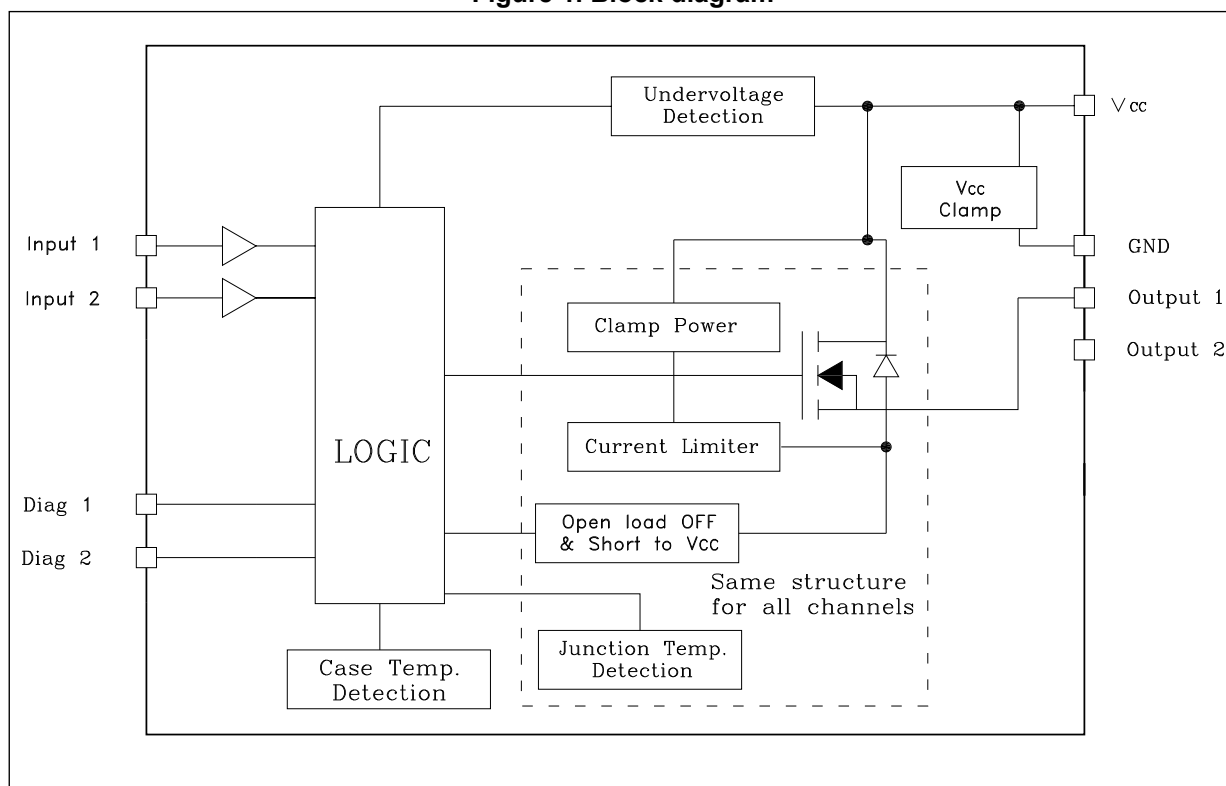 Figure 1. Block diagram
Undervoltage
Detection
Vcc
Vcc
Clamp
Input 1
GND
Input 2
Output 1
Clamp Power
Output 2
LOGIC
Current Limiter
Diag 1
Open load OFF
& Short to Vcc
Diag 2
Same structure
for all channels
Junction Temp.
Detection
Case Temp.
Detection